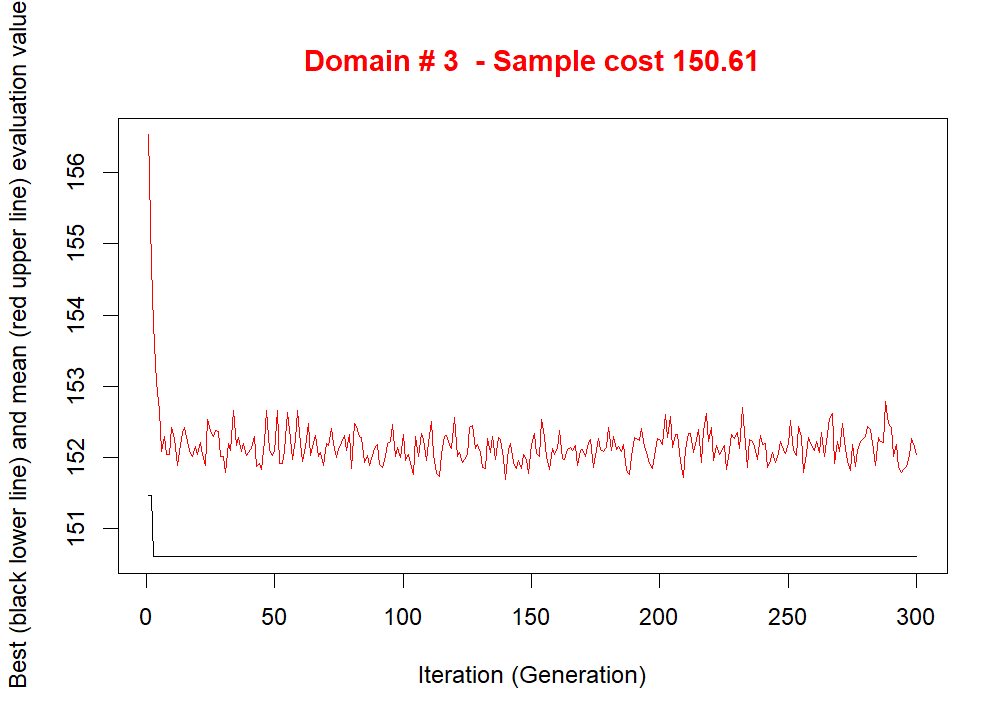 Domain # 3  - Sample cost 150.61
Best (black lower line) and mean (red upper line) evaluation value
156
155
154
153
152
151
0 50 100 150 200 250 300
Iteration (Generation)